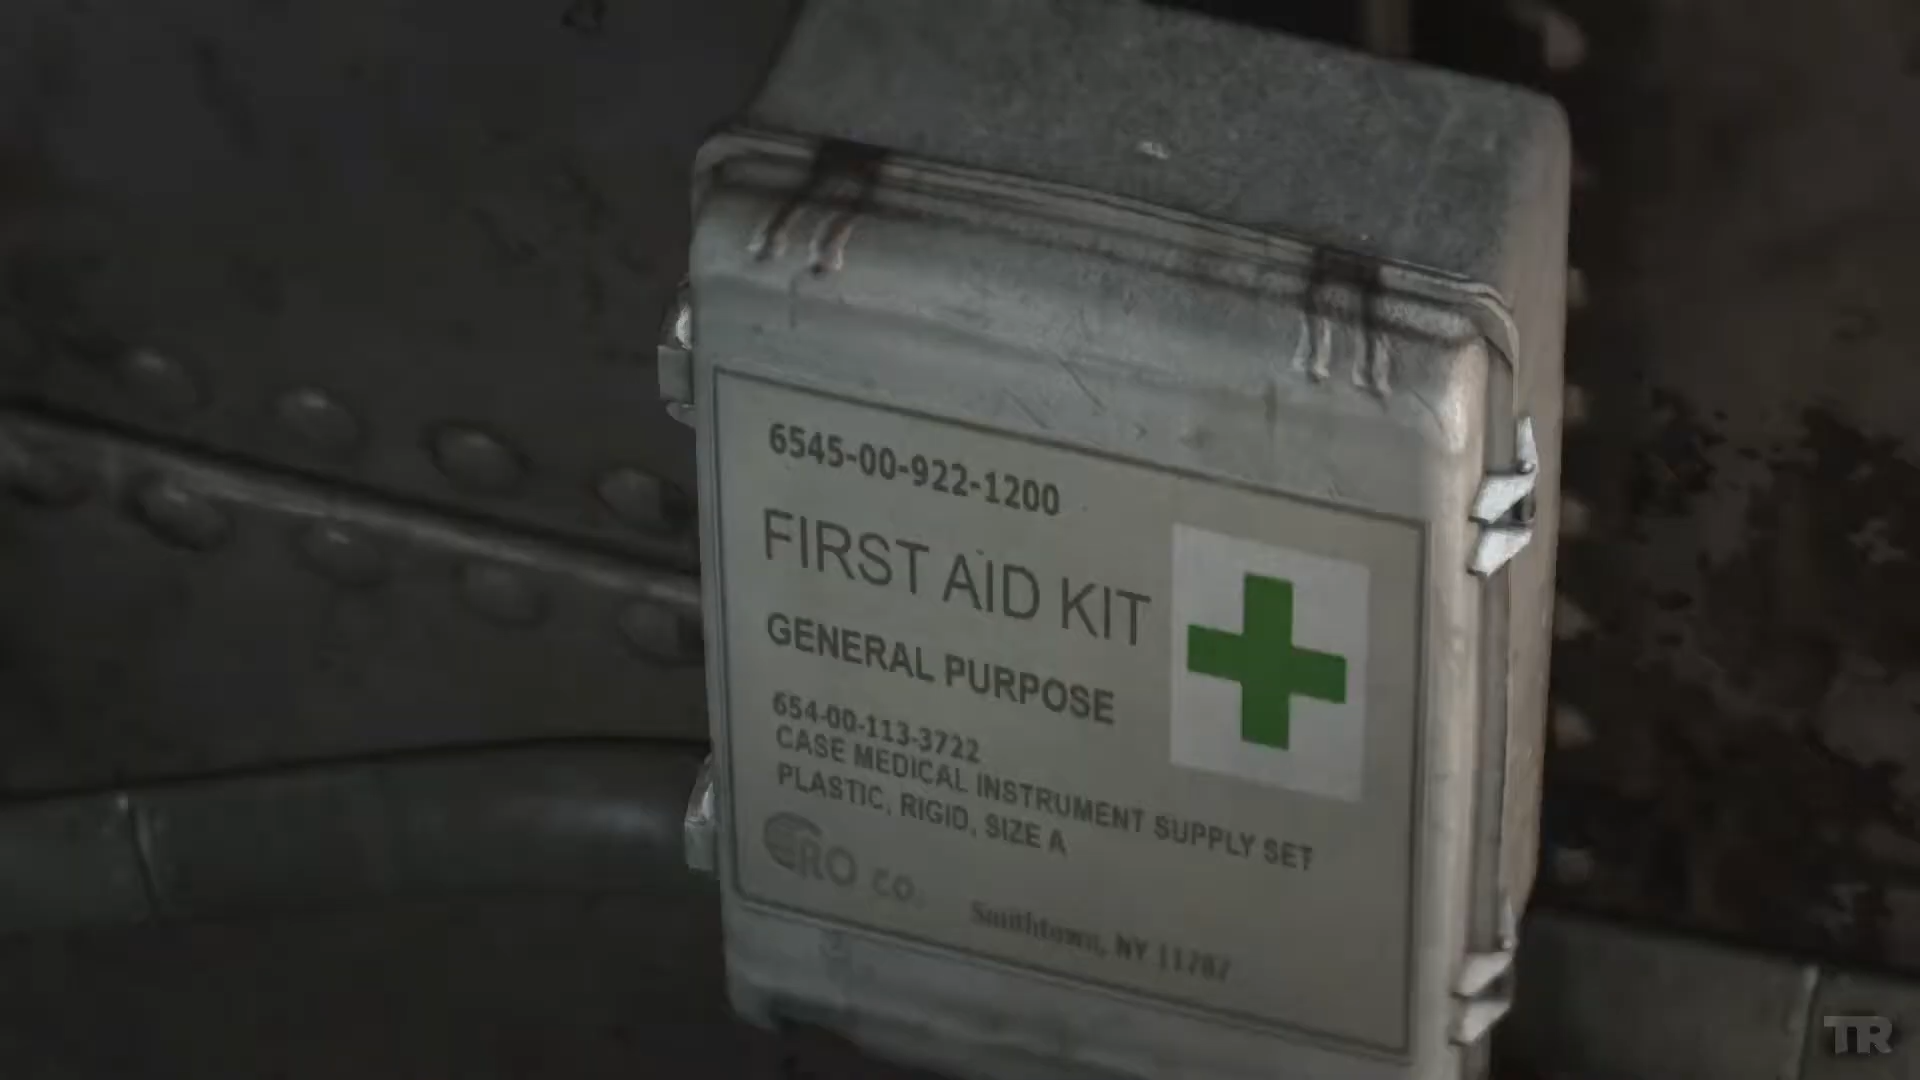 6545-00-922-1200
FIRST AID KIT
GENERAL PURPOSE
654-00-113-3722
CASE MEDICAL INSTRUMENT SUPPLY SET
PLASTIC, RIGID, SIZE A
RO CO.
Smithtown, NY 11787
TR